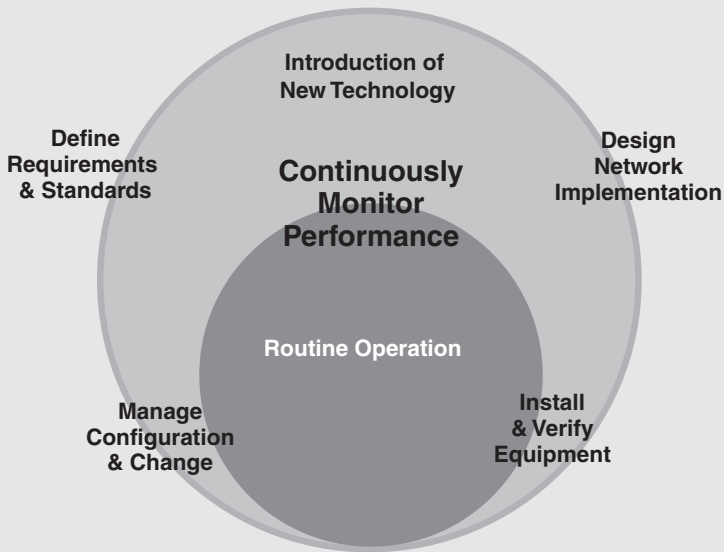 Introduction of
New Technology
Define
Requirements
& Standards
Design
Network
Implementation
Continuously
Monitor
Performance
Routine Operation
Manage
Configuration
& Change
Install
& Verify
Equipment